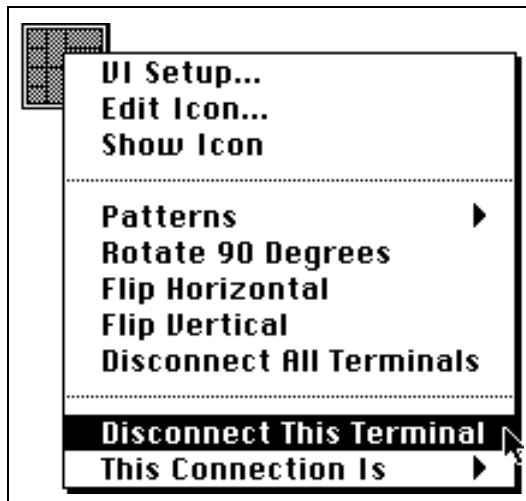 VI Setup...
Edit Icon...
Show Icon
Patterns
Rotate 90 Degrees
Flip Horizontal
Flip Vertical
Disconnect All Terminals
Disconnect This Terminal
This Connection Is